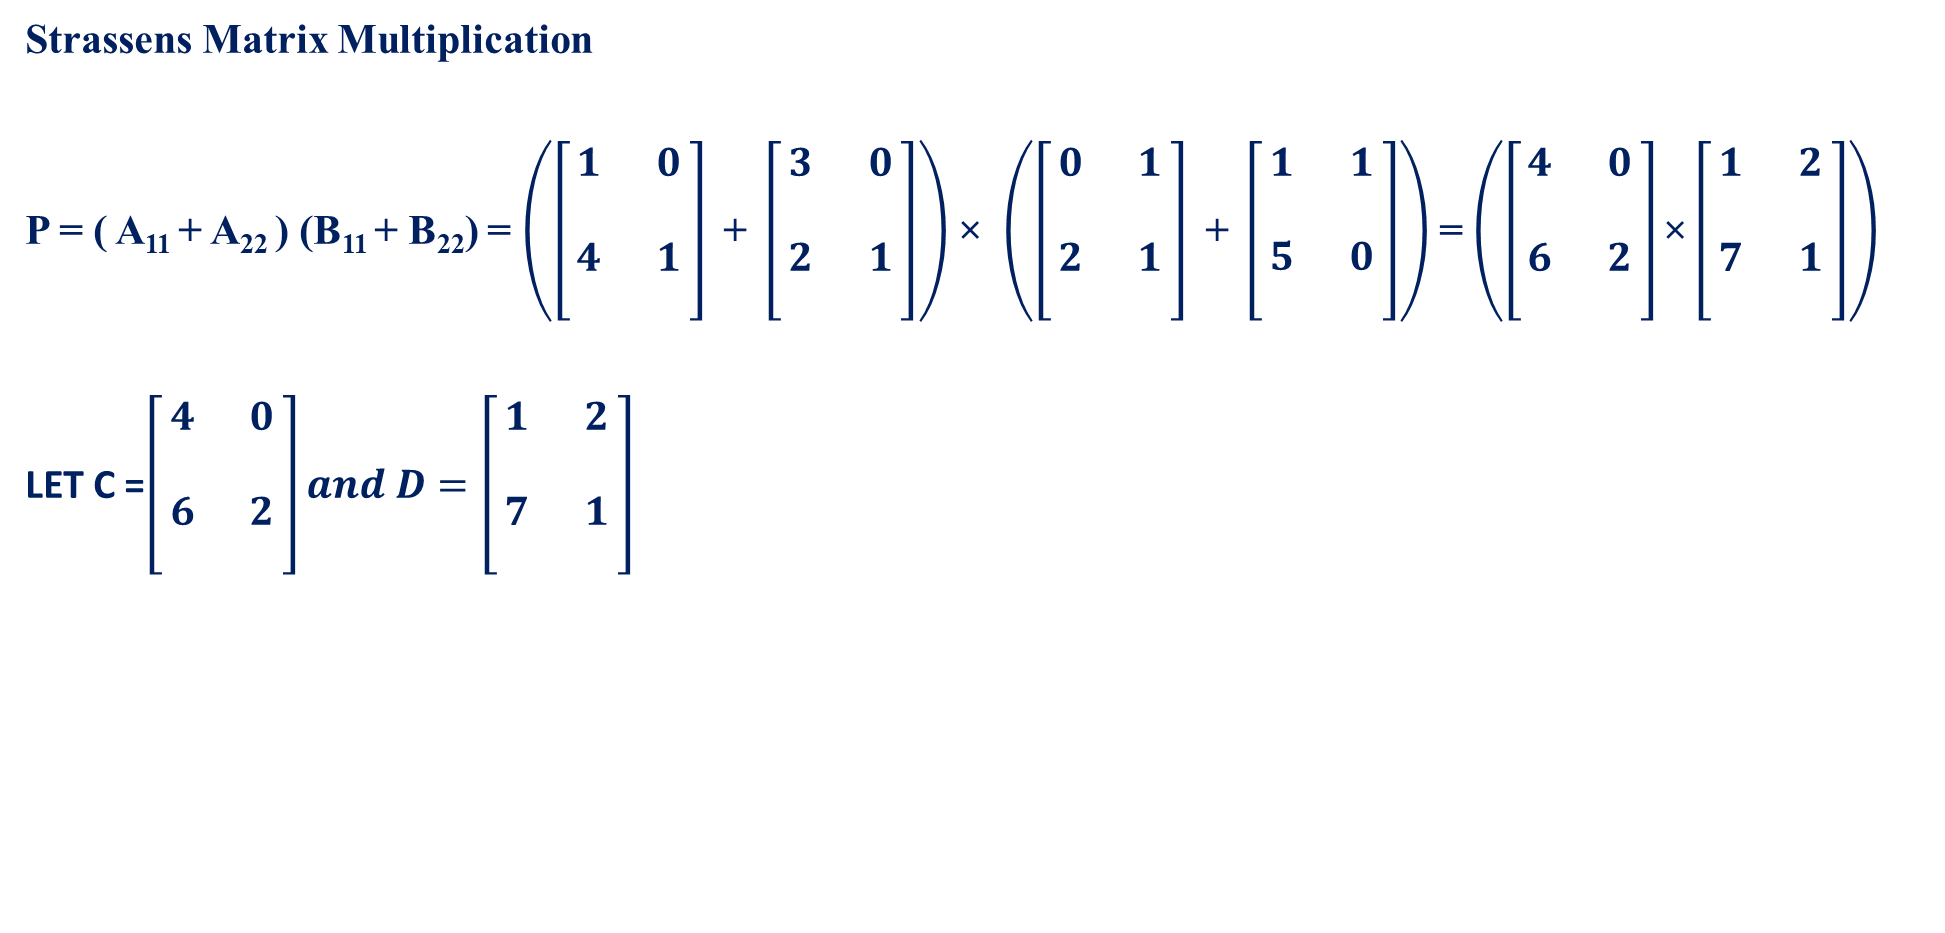 Strassens Matrix Multiplication
P = ( A₁₁ + A₂₂ ) (B₁₁ + B₂₂) = ([1 0; 4 1] + [3 0; 2 1]) × ([0 1; 2 1] + [1 1; 5 0]) = ([4 0; 6 2] × [1 2; 7 1])
LET C = [4 0; 6 2] and D = [1 2; 7 1]